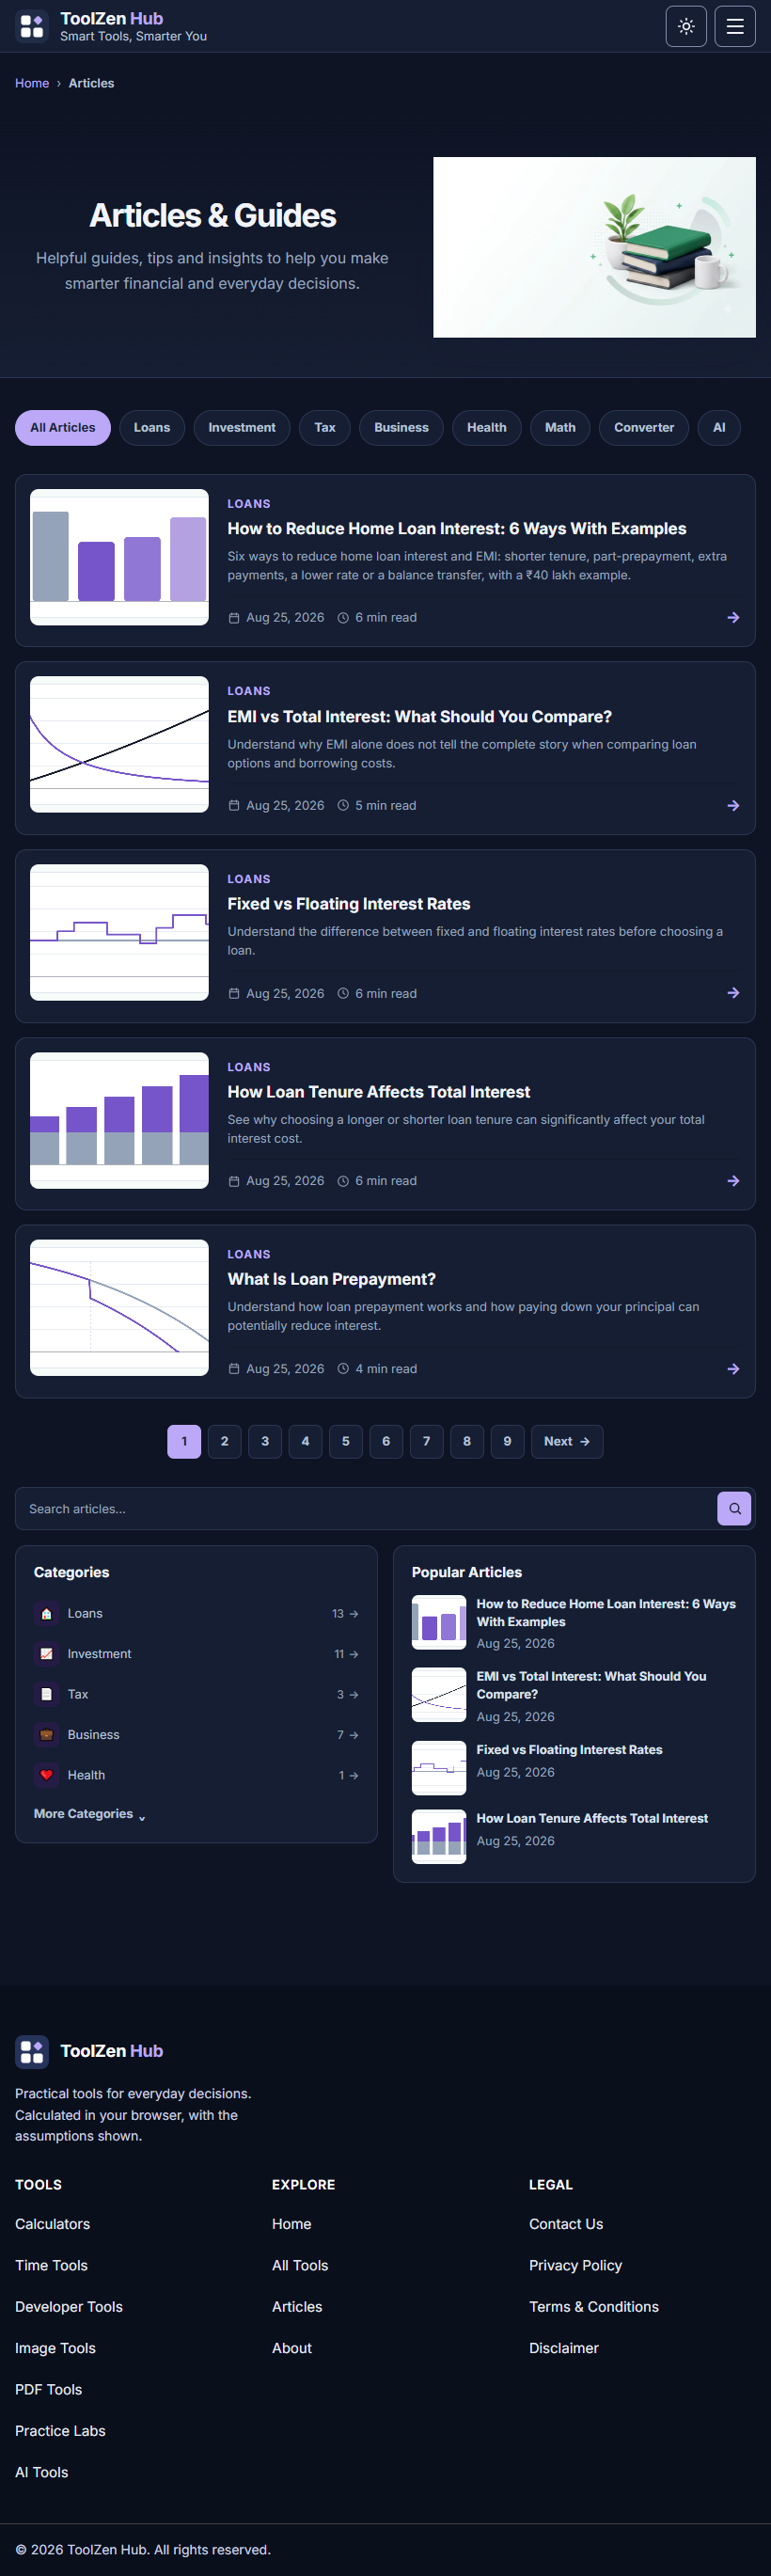 ToolZen Hub
Smart Tools, Smarter You
Home › Articles
Articles & Guides
Helpful guides, tips and insights to help you make
smarter financial and everyday decisions.
All Articles
Loans
Investment
Tax
Business
Health
Math
Converter
AI
LOANS
How to Reduce Home Loan Interest: 6 Ways With Examples
Six ways to reduce home loan interest and EMI: shorter tenure, part-prepayment, extra
payments, a lower rate or a balance transfer, with a ₹40 lakh example.
Aug 25, 2026 6 min read →
LOANS
EMI vs Total Interest: What Should You Compare?
Understand why EMI alone does not tell the complete story when comparing loan
options and borrowing costs.
Aug 25, 2026 5 min read →
LOANS
Fixed vs Floating Interest Rates
Understand the difference between fixed and floating interest rates before choosing a
loan.
Aug 25, 2026 6 min read →
LOANS
How Loan Tenure Affects Total Interest
See why choosing a longer or shorter loan tenure can significantly affect your total
interest cost.
Aug 25, 2026 6 min read →
LOANS
What Is Loan Prepayment?
Understand how loan prepayment works and how paying down your principal can
potentially reduce interest.
Aug 25, 2026 4 min read →
1 2 3 4 5 6 7 8 9 Next →
Search articles...
Categories
Loans 13 →
Investment 11 →
Tax 3 →
Business 7 →
Health 1 →
More Categories
Popular Articles
How to Reduce Home Loan Interest: 6 Ways
With Examples
Aug 25, 2026
EMI vs Total Interest: What Should You
Compare?
Aug 25, 2026
Fixed vs Floating Interest Rates
Aug 25, 2026
How Loan Tenure Affects Total Interest
Aug 25, 2026
ToolZen Hub
Practical tools for everyday decisions.
Calculated in your browser, with the
assumptions shown.
TOOLS
Calculators
Time Tools
Developer Tools
Image Tools
PDF Tools
Practice Labs
AI Tools
EXPLORE
Home
All Tools
Articles
About
LEGAL
Contact Us
Privacy Policy
Terms & Conditions
Disclaimer
© 2026 ToolZen Hub. All rights reserved.